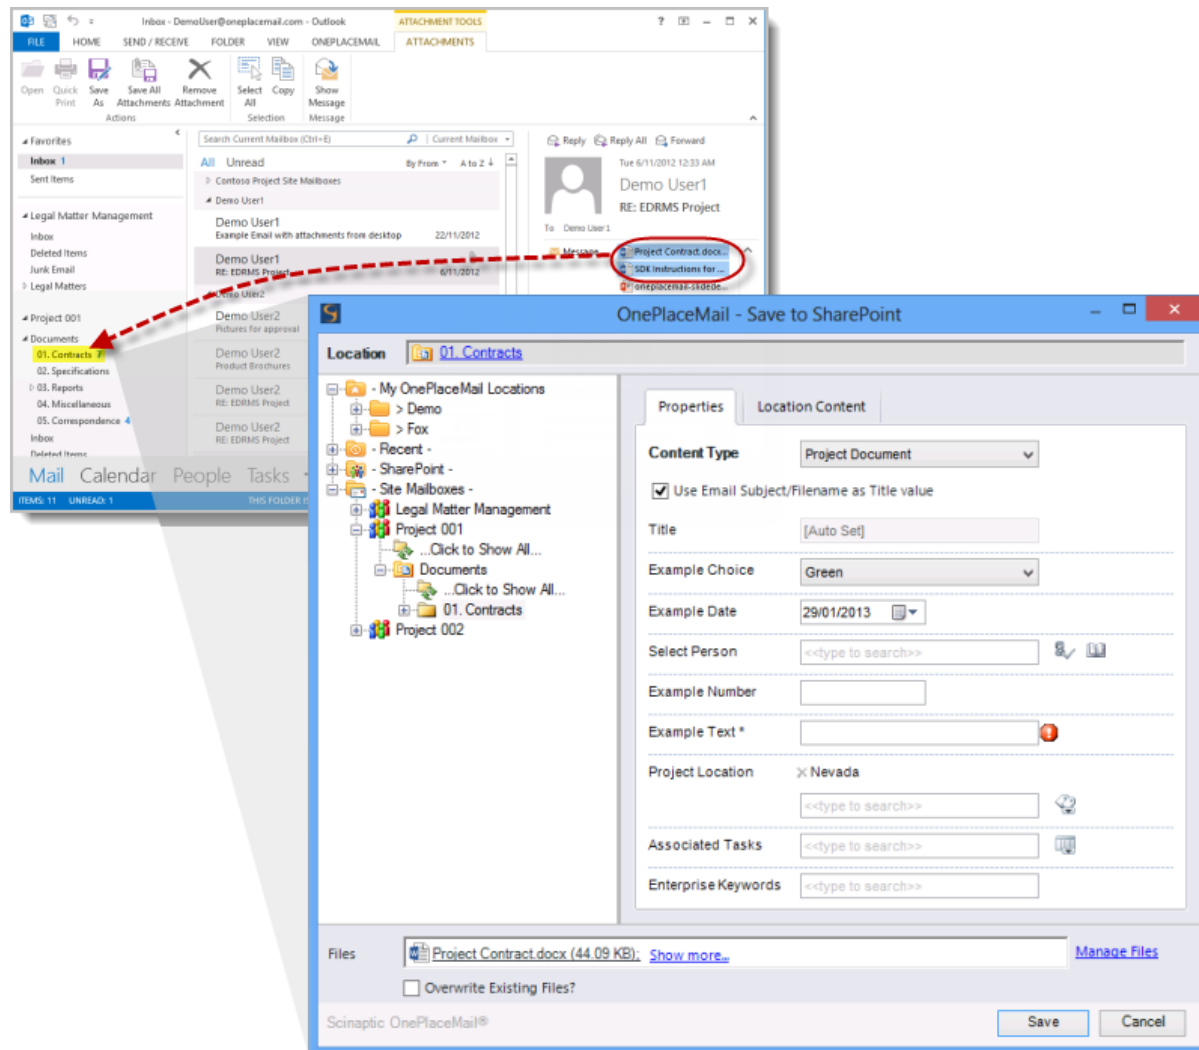 Inbox - DemoUser@oneplacemail.com - Outlook
ATTACHMENT TOOLS
FILE HOME SEND / RECEIVE FOLDER VIEW ONEPLACEMAIL ATTACHMENTS
Open Quick Print Save As Save All Attachments Remove Attachment Select All Copy Show Message
Actions Selection Message
Favorites
Inbox 1
Sent Items
Legal Matter Management
Inbox
Deleted Items
Junk Email
Legal Matters
Project 001
Documents
01. Contracts 7
02. Specifications
03. Reports
04. Miscellaneous
05. Correspondence 4
Inbox
Deleted Items
Mail Calendar People Tasks
ITEMS: 11 UNREAD: 1
THIS FOLDER
Search Current Mailbox (Ctrl+E) Current Mailbox
All Unread By From A to Z
Contoso Project Site Mailboxes
Demo User1
Demo User1
Example Email with attachments from desktop 22/11/2012
Demo User1
RE: EDRMS Project 6/11/2012
Demo User2
Demo User2
Pictures for approval
Demo User2
Product Brochures
Demo User2
RE: EDRMS Project
Demo User2
RE: EDRMS Project
Reply Reply All Forward
Tue 6/11/2012 12:33 AM
Demo User1
RE: EDRMS Project
To Demo User1
Message Project Contract.docx...
SDK Instructions for ...
oneplacemail-slidede...
OnePlaceMail - Save to SharePoint
Location 01. Contracts
- My OnePlaceMail Locations
> Demo
> Fox
- Recent -
- SharePoint -
- Site Mailboxes -
Legal Matter Management
Project 001
...Click to Show All...
Documents
...Click to Show All...
01. Contracts
Project 002
Properties Location Content
Content Type Project Document
Use Email Subject/Filename as Title value
Title [Auto Set]
Example Choice Green
Example Date 29/01/2013
Select Person <<type to search>>
Example Number
Example Text *
Project Location Nevada
<<type to search>>
Associated Tasks <<type to search>>
Enterprise Keywords <<type to search>>
Files Project Contract.docx (44.09 KB); Show more... Manage Files
Overwrite Existing Files?
Scinaptic OnePlaceMail®
Save Cancel